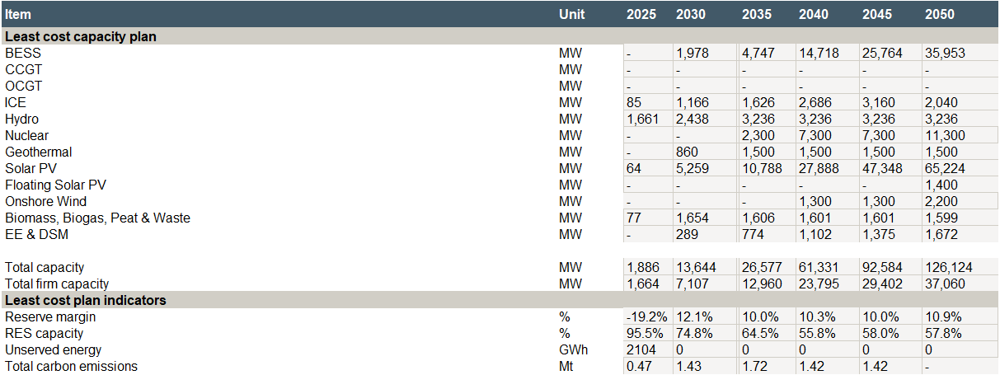 Item Unit 2025 2030 2035 2040 2045 2050
Least cost capacity plan
BESS MW - 1,978 4,747 14,718 25,764 35,953
CCGT MW - - - - - -
OCGT MW - - - - - -
ICE MW 85 1,166 1,626 2,686 3,160 2,040
Hydro MW 1,661 2,438 3,236 3,236 3,236 3,236
Nuclear MW - - 2,300 7,300 7,300 11,300
Geothermal MW - 860 1,500 1,500 1,500 1,500
Solar PV MW 64 5,259 10,788 27,888 47,348 65,224
Floating Solar PV MW - - - - - 1,400
Onshore Wind MW - - - 1,300 1,300 2,200
Biomass, Biogas, Peat & Waste MW 77 1,654 1,606 1,601 1,601 1,599
EE & DSM MW - 289 774 1,102 1,375 1,672
Total capacity MW 1,886 13,644 26,577 61,331 92,584 126,124
Total firm capacity MW 1,664 7,107 12,960 23,795 29,402 37,060
Least cost plan indicators
Reserve margin % -19.2% 12.1% 10.0% 10.3% 10.0% 10.9%
RES capacity % 95.5% 74.8% 64.5% 55.8% 58.0% 57.8%
Unserved energy GWh 2104 0 0 0 0 0
Total carbon emissions Mt 0.47 1.43 1.72 1.42 1.42 -